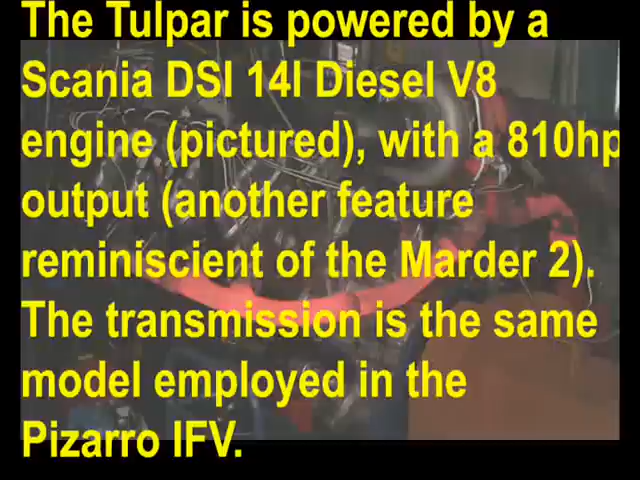 The Tulpar is powered by a
Scania DSI 14l Diesel V8
engine (pictured), with a 810hp
output (another feature
reminiscient of the Marder 2).
The transmission is the same
model employed in the
Pizarro IFV.